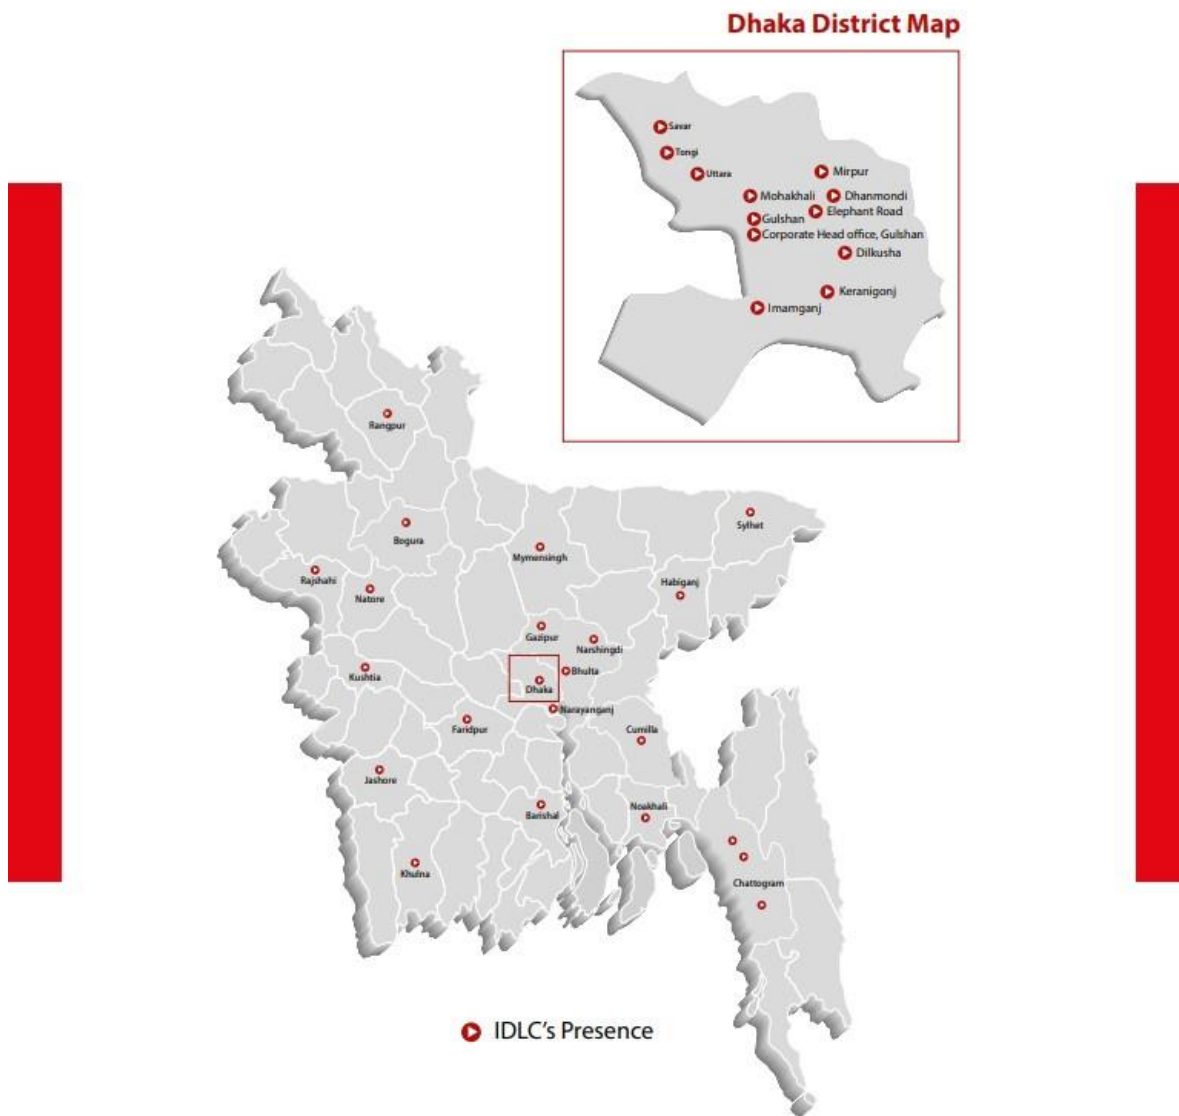 Dhaka District Map
Savar
Tongi
Uttara
Mirpur
Mohakhali
Dhanmondi
Elephant Road
Gulshan
Corporate Head office, Gulshan
Dilkusha
Keranigonj
Imamganj
Rangpur
Sylhet
Bogura
Mymensingh
Rajshahi
Habiganj
Natore
Gazipur
Narshingdi
Kushtia
Bhulta
Dhaka
Narayanganj
Faridpur
Cumilla
Jashore
Noakhali
Barishal
Khulna
Chattogram
IDLC's Presence